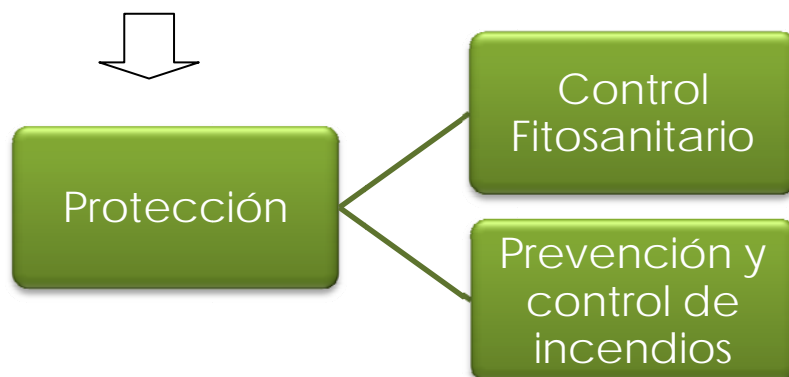 Protección
Control
Fitosanitario
Prevención y
control de
incendios